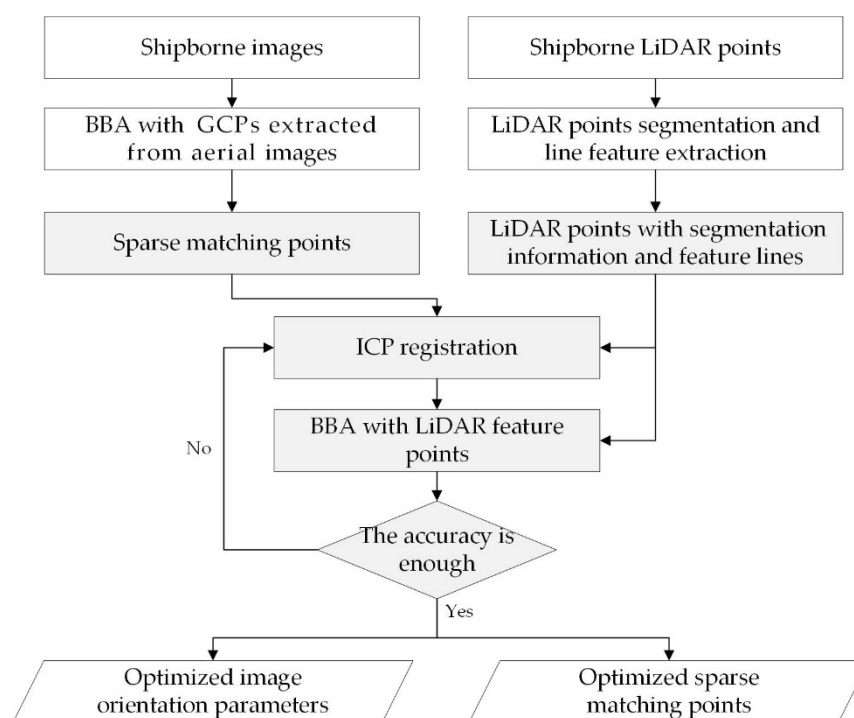 Shipborne images
Shipborne LiDAR points
BBA with GCPs extracted
from aerial images
LiDAR points segmentation and
line feature extraction
Sparse matching points
LiDAR points with segmentation
information and feature lines
ICP registration
BBA with LiDAR feature
points
No
The accuracy is
enough
Yes
Optimized image
orientation parameters
Optimized sparse
matching points